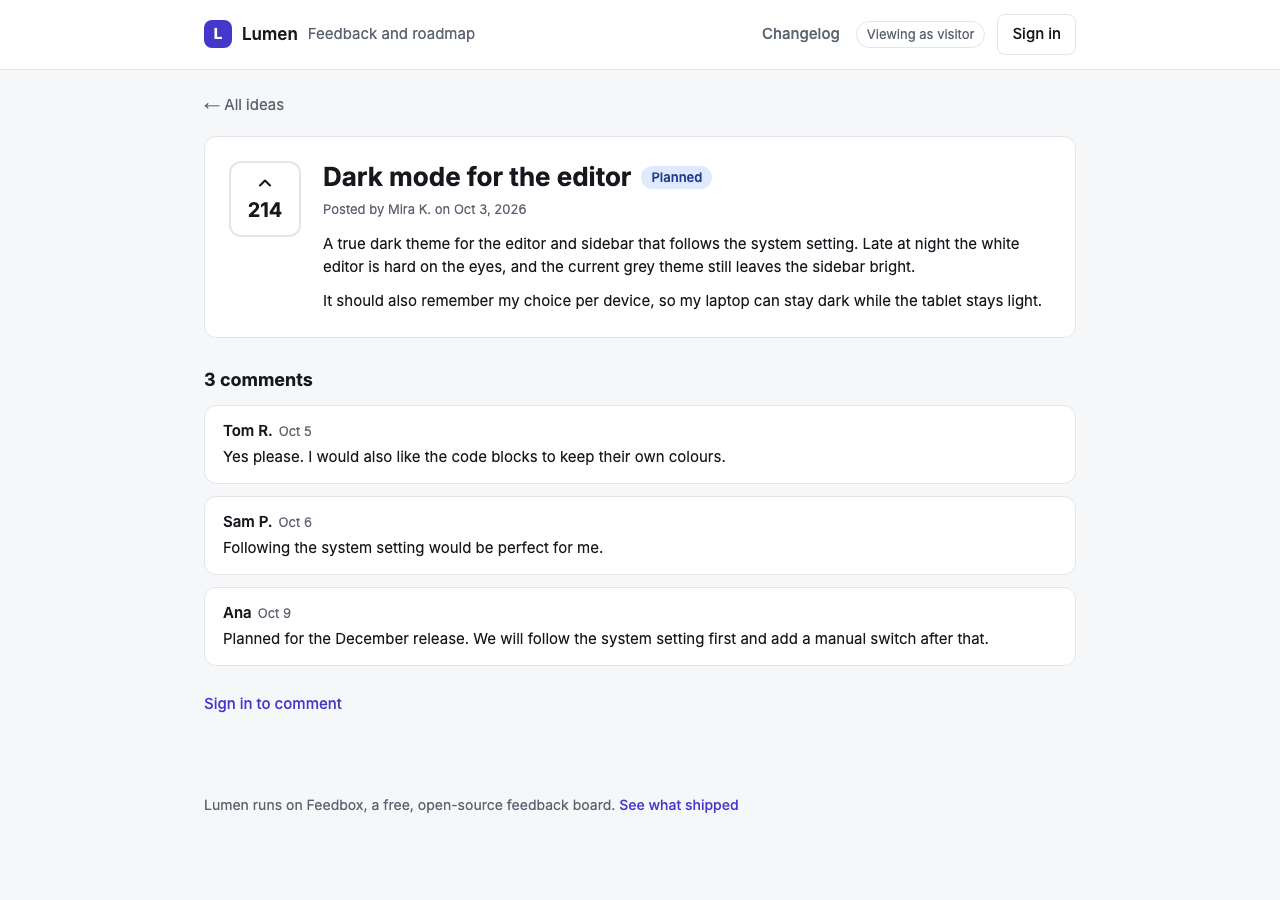 L Lumen Feedback and roadmap Changelog Viewing as visitor Sign in
← All ideas
214
Dark mode for the editor Planned
Posted by Mira K. on Oct 3, 2026
A true dark theme for the editor and sidebar that follows the system setting. Late at night the white
editor is hard on the eyes, and the current grey theme still leaves the sidebar bright.
It should also remember my choice per device, so my laptop can stay dark while the tablet stays light.
3 comments
Tom R. Oct 5
Yes please. I would also like the code blocks to keep their own colours.
Sam P. Oct 6
Following the system setting would be perfect for me.
Ana Oct 9
Planned for the December release. We will follow the system setting first and add a manual switch after that.
Sign in to comment
Lumen runs on Feedbox, a free, open-source feedback board. See what shipped